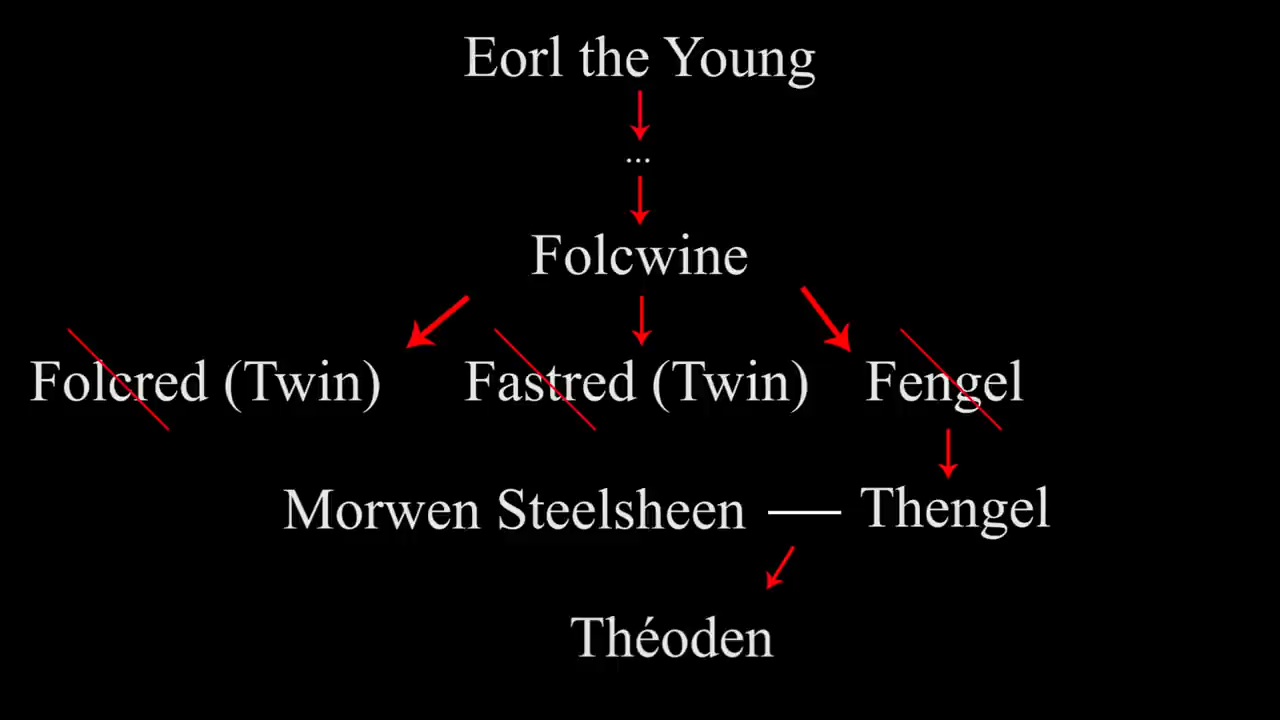 Eorl the Young
...
Folcwine
Folcred (Twin) Fastred (Twin) Fengel
Morwen Steelsheen Thengel
Théoden